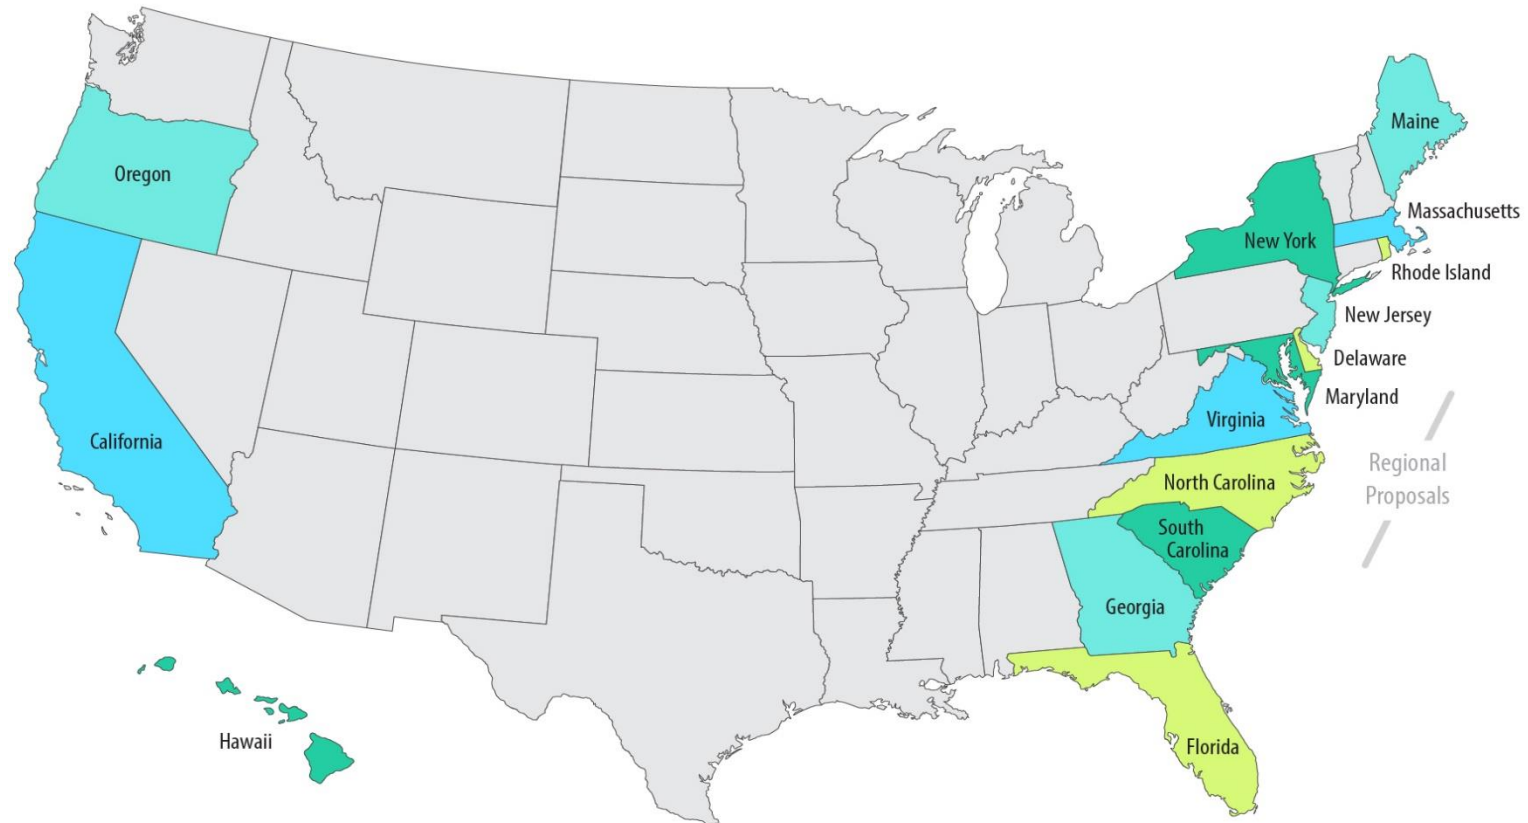 Maine
Oregon
Massachusetts
New York
Rhode Island
New Jersey
Delaware
Maryland
Virginia
California
Regional
Proposals
North Carolina
South
Carolina
Georgia
Hawaii
Florida